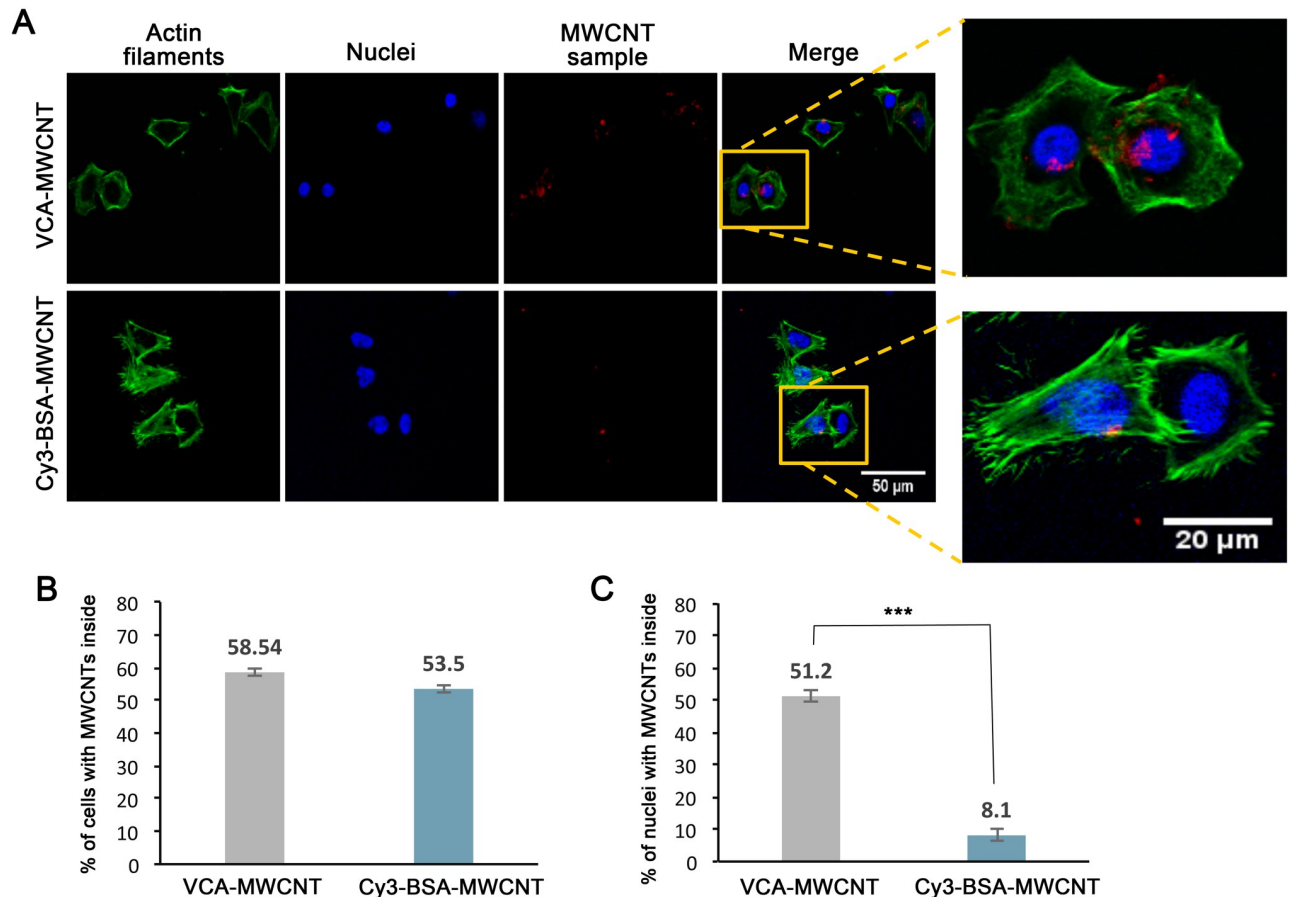 A
Actin
filaments
Nuclei
MWCNT
sample
Merge
VCA-MWCNT
Cy3-BSA-MWCNT
50 µm
20 µm
B
% of cells with MWCNTs inside
80
70
60
50
40
30
20
10
0
58.54
53.5
VCA-MWCNT
Cy3-BSA-MWCNT
C
% of nuclei with MWCNTs inside
80
70
60
50
40
30
20
10
0
***
51.2
8.1
VCA-MWCNT
Cy3-BSA-MWCNT